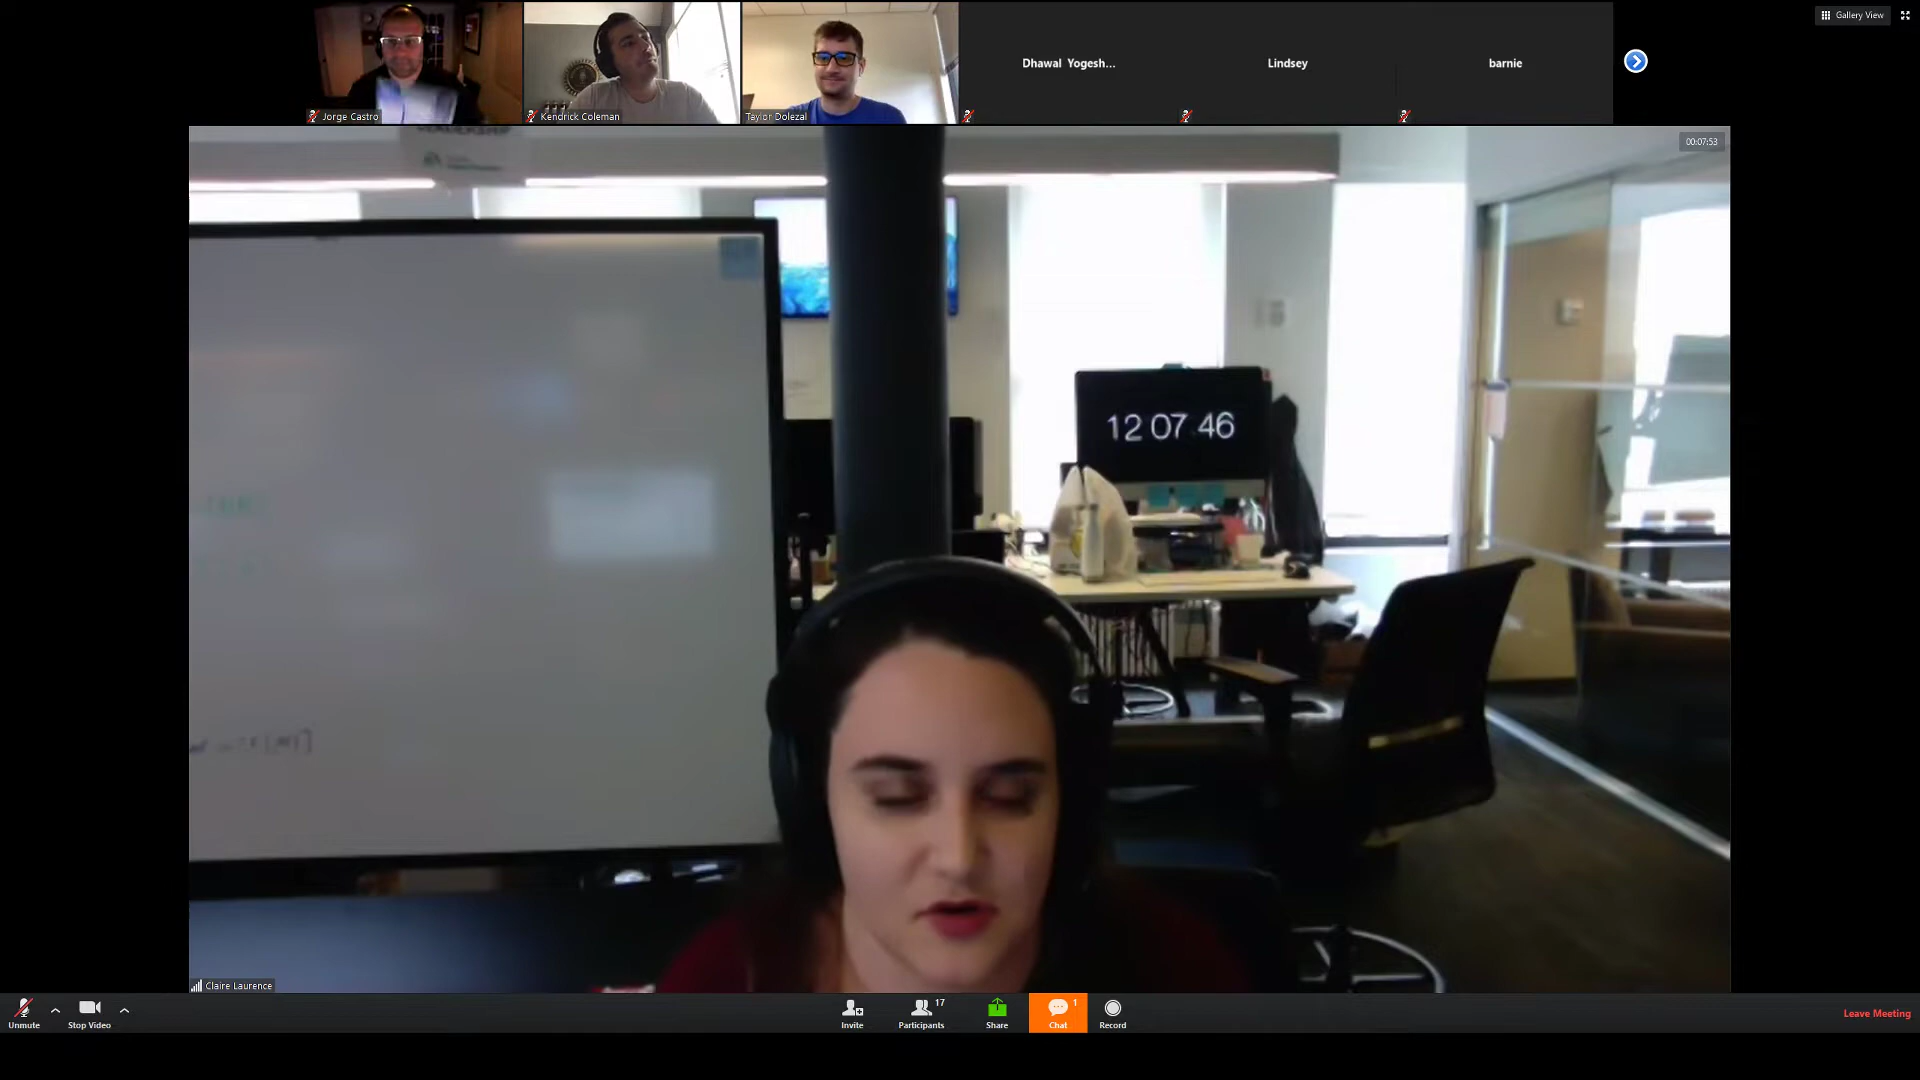 Gallery View
Jorge Castro
Kendrick Coleman
Taylor Dolezal
Dhawal Yogesh...
Lindsey
barnie
00:07:53
12 07 46
Claire Laurence
Unmute
Stop Video
Invite
17
Participants
Share
1
Chat
Record
Leave Meeting